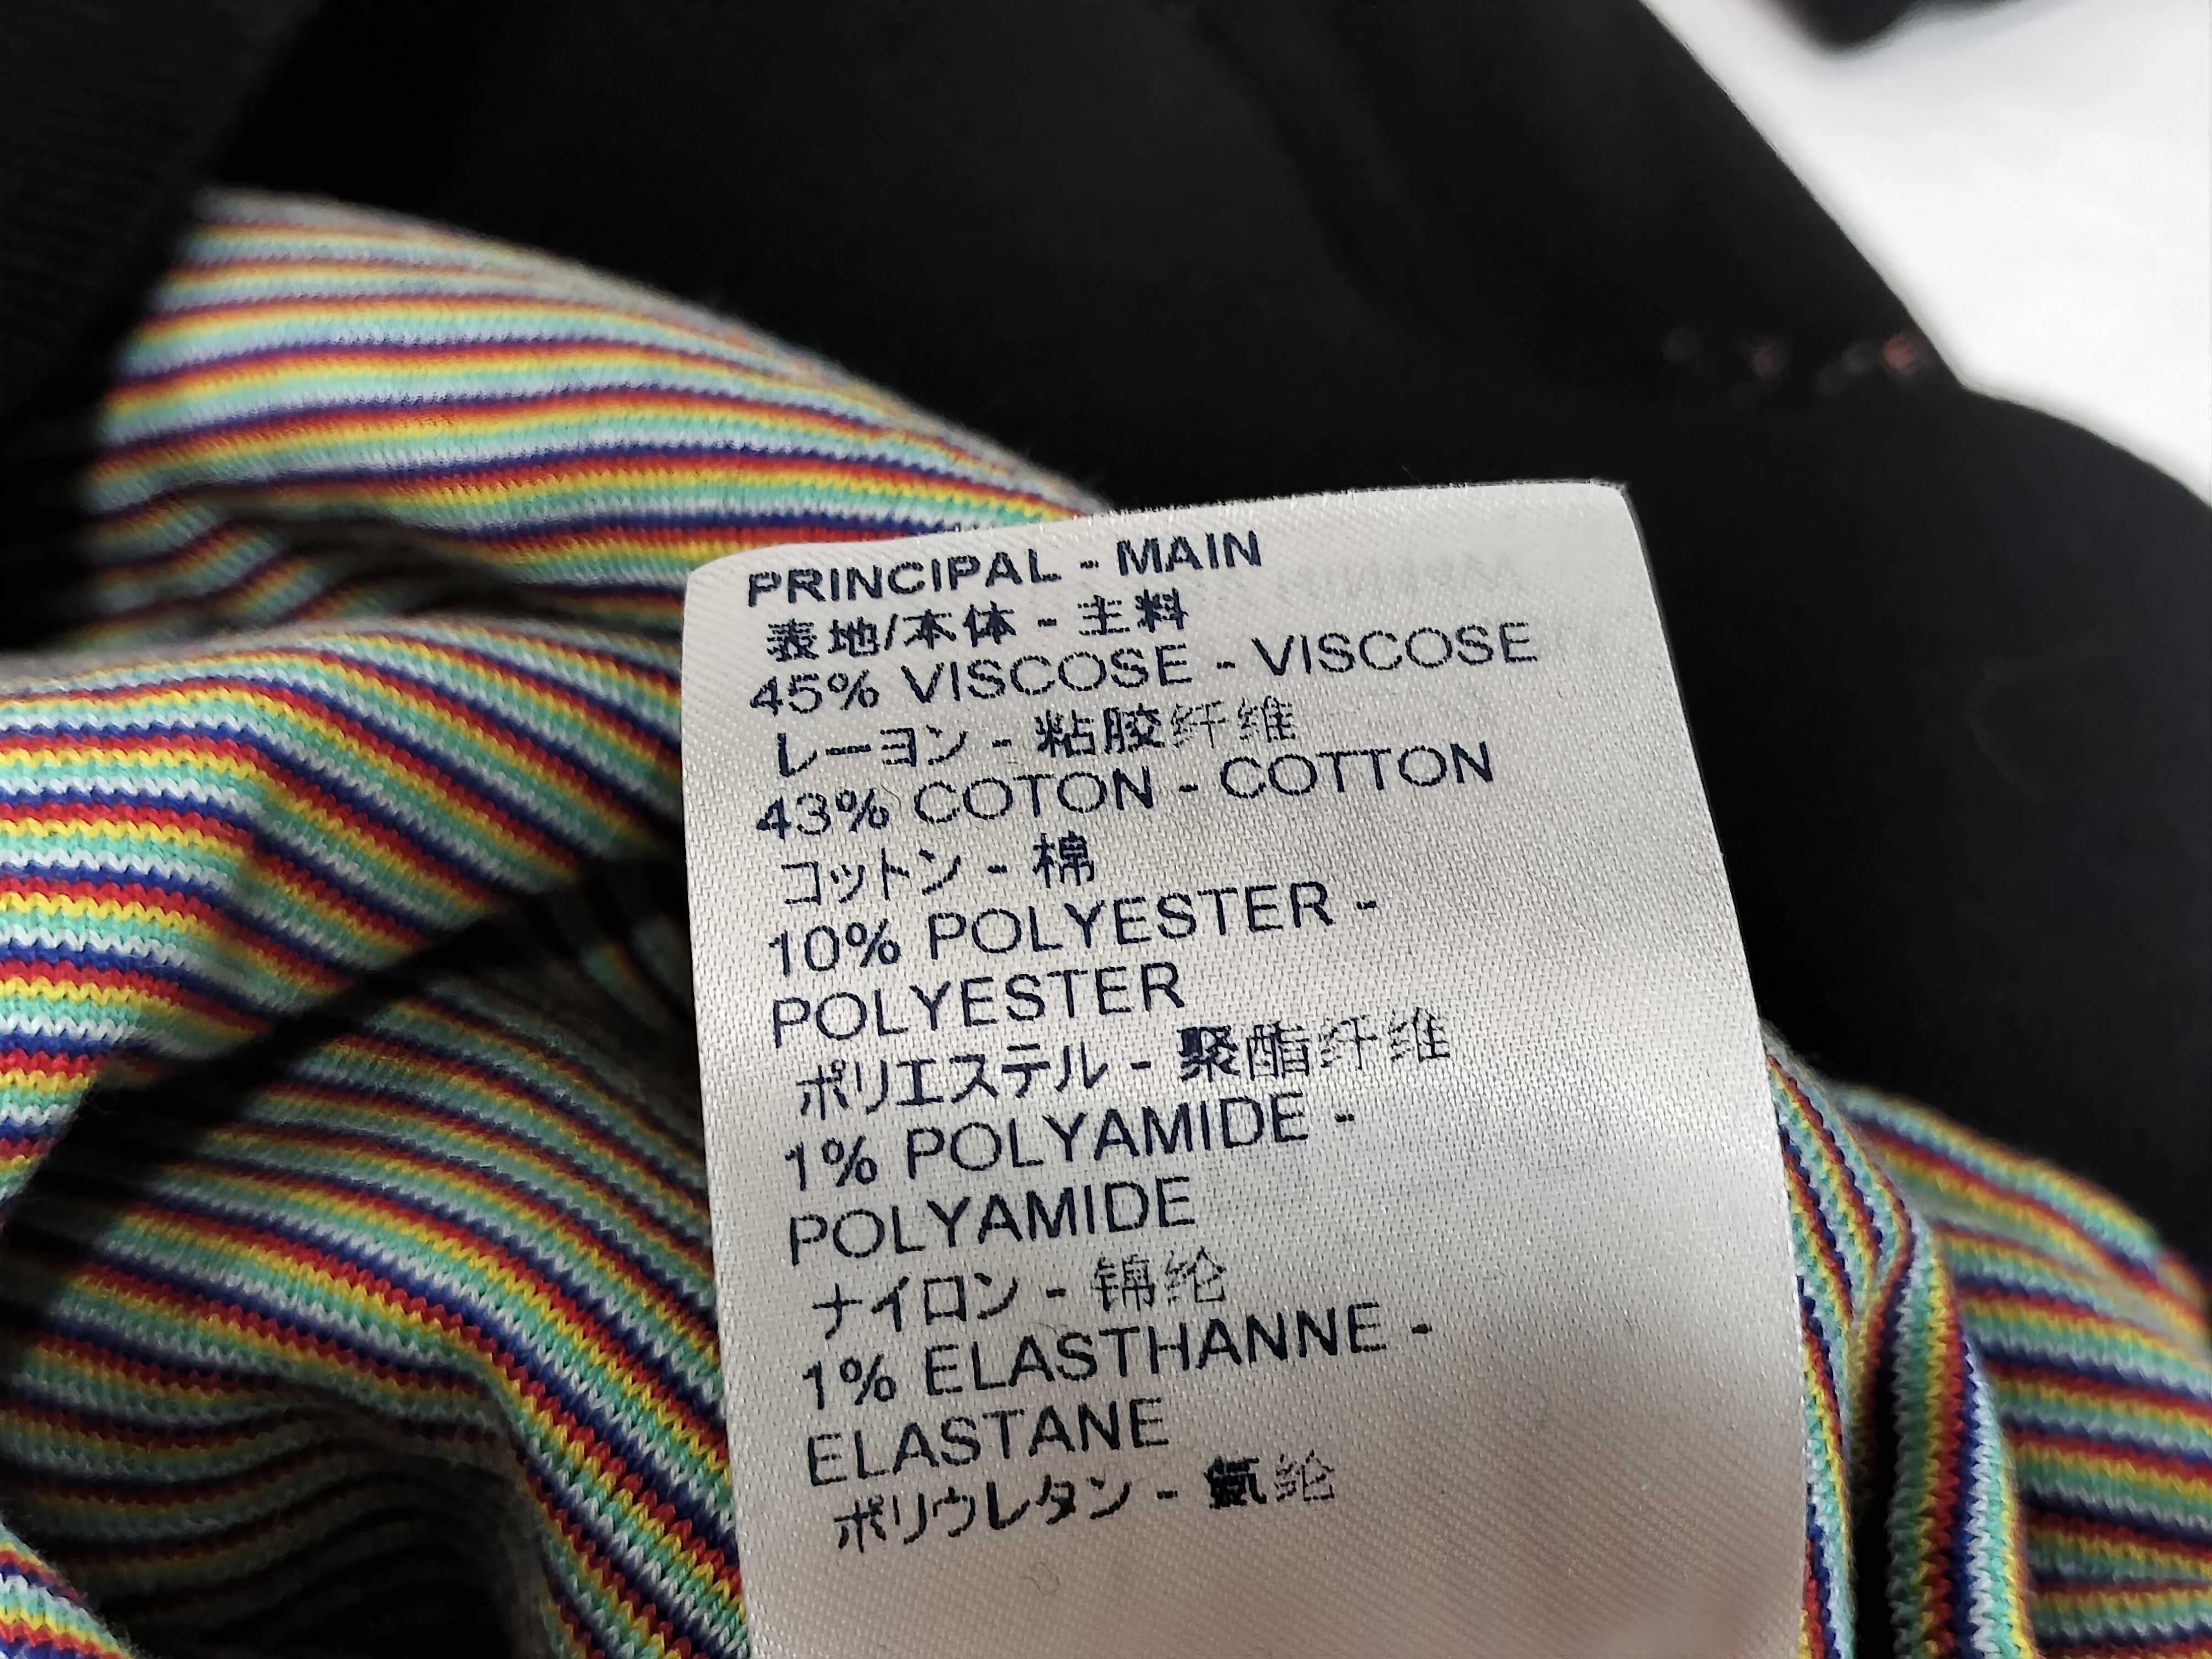 PRINCIPAL - MAIN
表地/本体 - 主料
45% VISCOSE - VISCOSE
レーヨン - 粘胶纤维
43% COTON - COTTON
コットン - 棉
10% POLYESTER -
POLYESTER
ポリエステル - 聚酯纤维
1% POLYAMIDE -
POLYAMIDE
ナイロン - 锦纶
1% ELASTHANNE -
ELASTANE
ポリウレタン - 氨纶